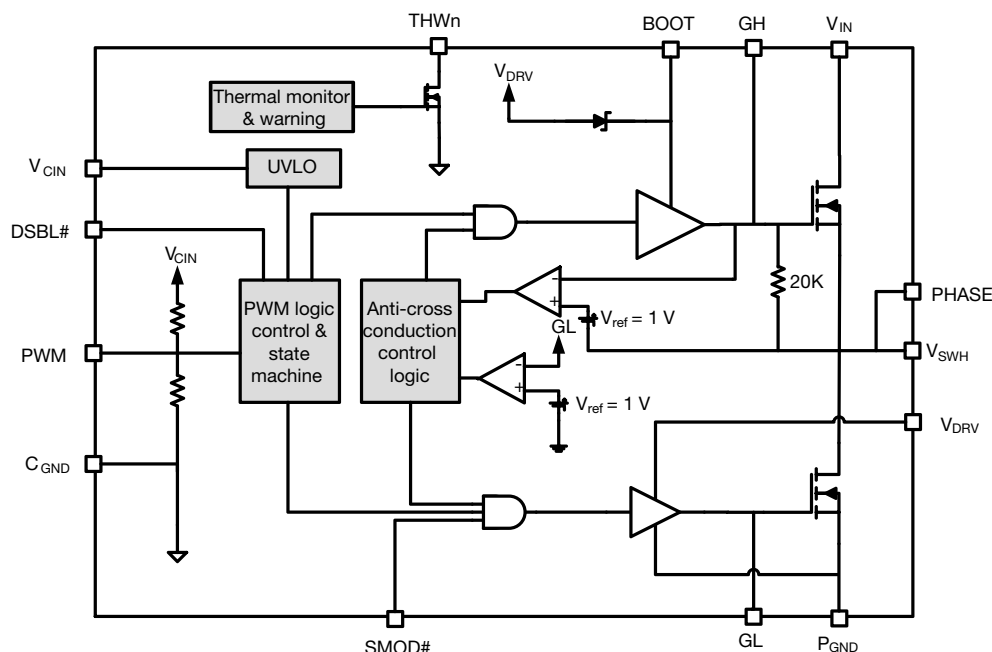 THWn
BOOT
GH
VIN
VDRV
Thermal monitor
& warning
VCIN
UVLO
DSBL#
VCIN
PWM logic
control &
state
machine
Anti-cross
conduction
control
logic
-
+
20K
PHASE
Vref = 1 V
GL
PWM
VSWH
-
+
Vref = 1 V
VDRV
CGND
SMOD#
GL
PGND